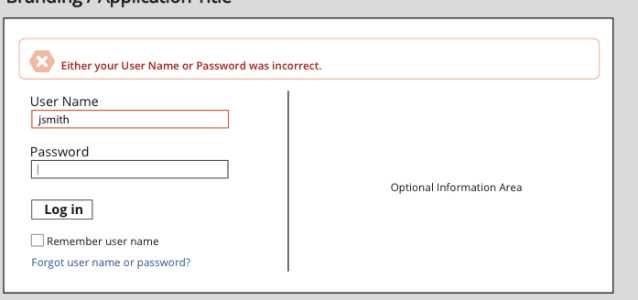 Branding / Application Title
Either your User Name or Password was incorrect.
User Name
jsmith
Password
Log in
Remember user name
Forgot user name or password?
Optional Information Area